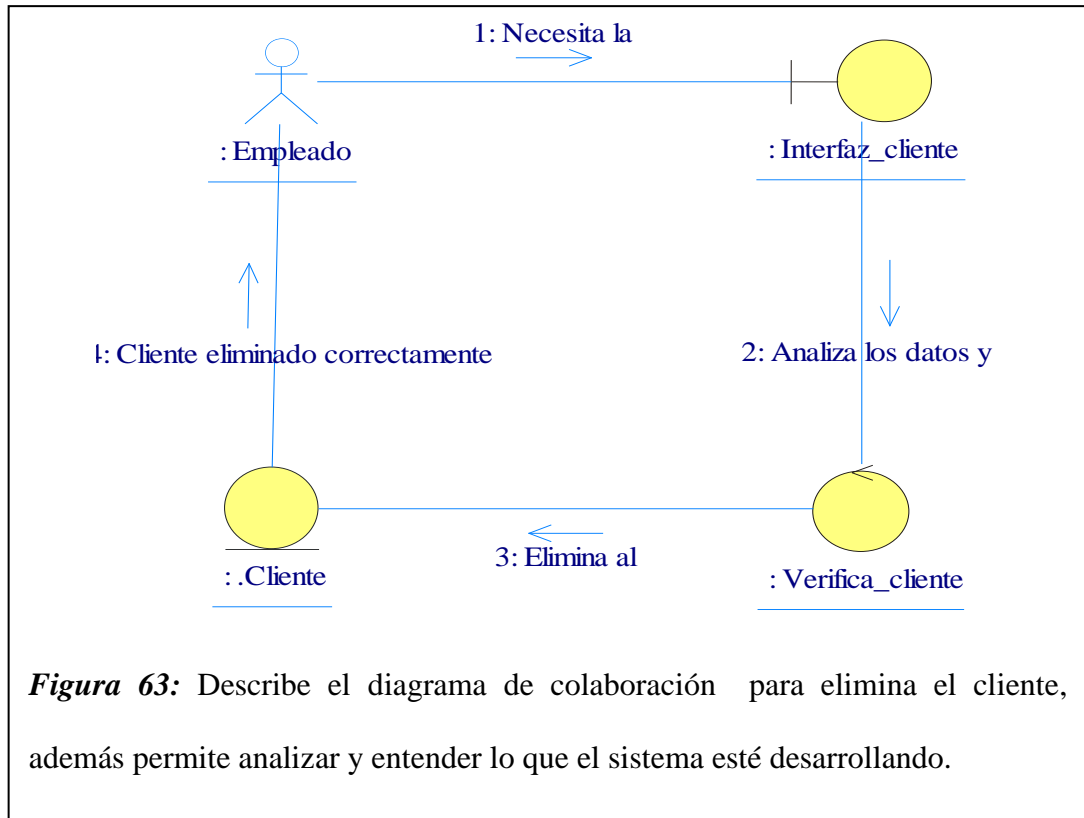 1: Necesita la
: Empleado
: Interfaz_cliente
4: Cliente eliminado correctamente
2: Analiza los datos y
3: Elimina al
: .Cliente
: Verifica_cliente
Figura 63: Describe el diagrama de colaboración para elimina el cliente,
además permite analizar y entender lo que el sistema esté desarrollando.